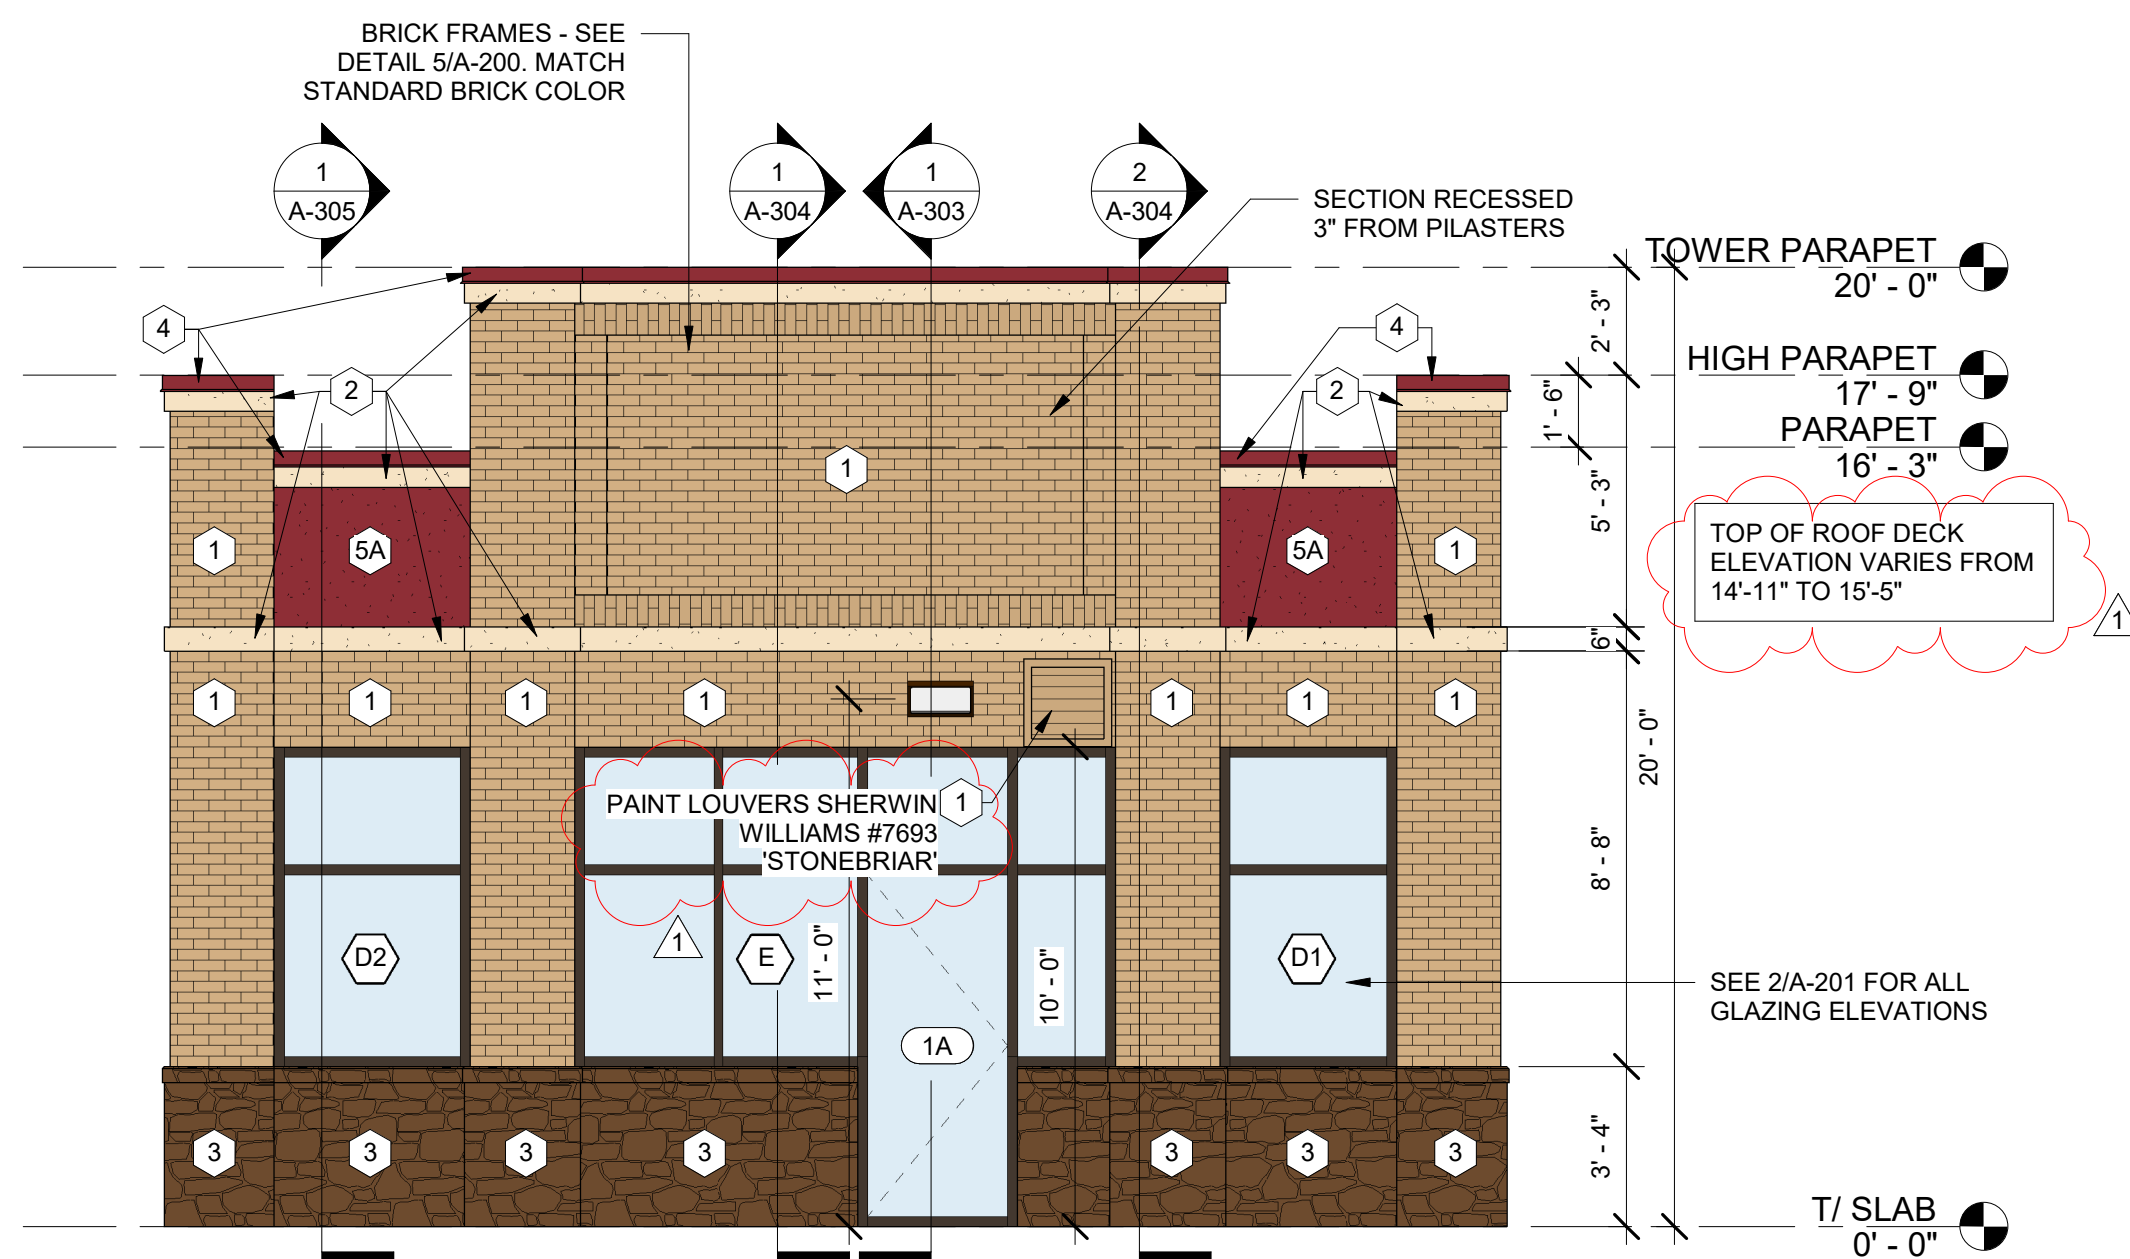 BRICK FRAMES - SEE
DETAIL 5/A-200. MATCH
STANDARD BRICK COLOR
1
A-305
1
A-304
1
A-303
2
A-304
SECTION RECESSED
3" FROM PILASTERS
TOWER PARAPET
20' - 0"
HIGH PARAPET
17' - 9"
PARAPET
16' - 3"
2' - 3"
1' - 6"
5' - 3"
6"
20' - 0"
8' - 8"
3' - 4"
4
2
4
2
1
1
5A
5A
1
TOP OF ROOF DECK
ELEVATION VARIES FROM
14'-11" TO 15'-5"
1
1
1
1
1
1
1
1
PAINT LOUVERS SHERWIN
WILLIAMS #7693
'STONEBRIAR'
1
1
D2
E
11' - 0"
10' - 0"
D1
SEE 2/A-201 FOR ALL
GLAZING ELEVATIONS
1A
3
3
3
3
3
3
3
T/ SLAB
0' - 0"